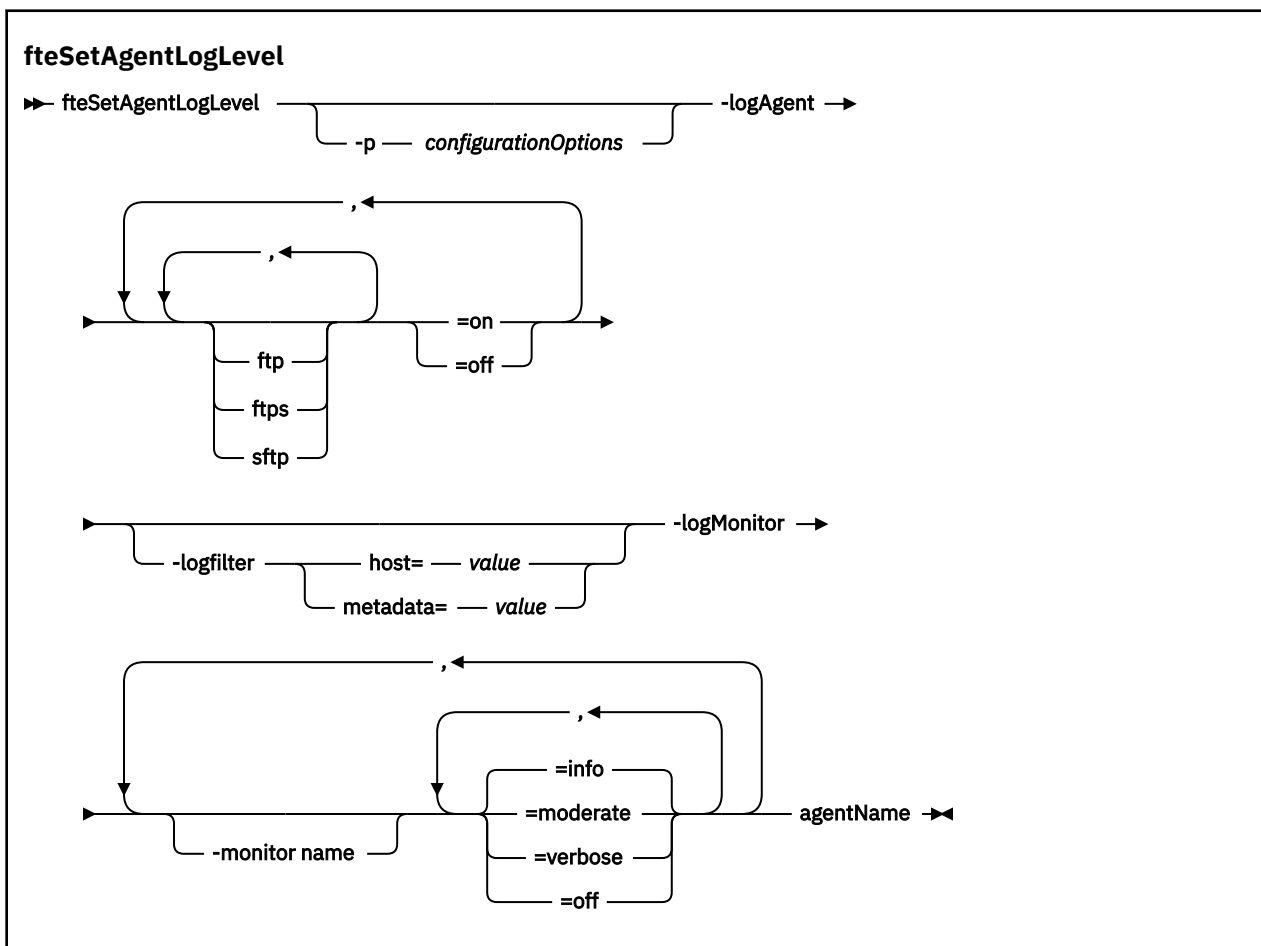 fteSetAgentLogLevel
fteSetAgentLogLevel -logAgent
-p configurationOptions
,
,
=on
ftp =off
ftps
sftp
-logMonitor
-logfilter host= value
metadata= value
,
,
=info
=moderate agentName
-monitor name =verbose
=off